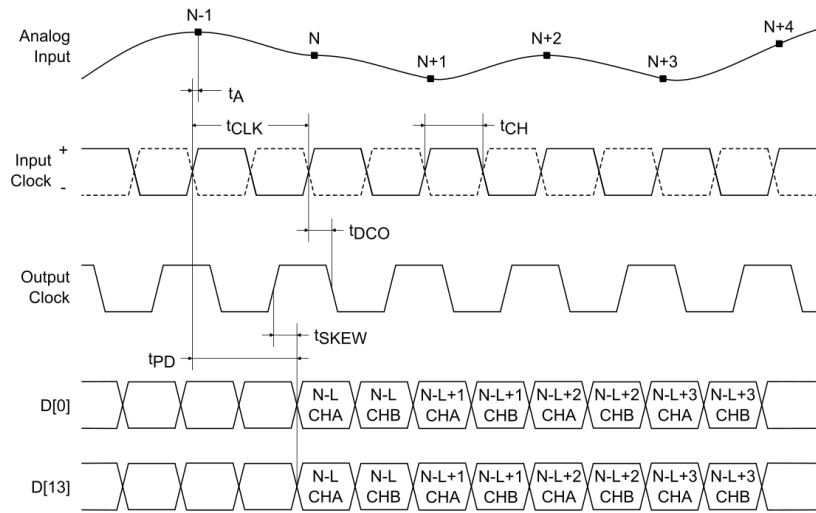 N-1
N
N+1
N+2
N+3
N+4
Analog
Input
tA
tCLK
tCH
Input
Clock
+
-
tDCO
Output
Clock
tSKEW
tPD
D[0]
N-L N-L N-L+1 N-L+1 N-L+2 N-L+2 N-L+3 N-L+3
CHA CHB CHA CHB CHA CHB CHA CHB
D[13]
N-L N-L N-L+1 N-L+1 N-L+2 N-L+2 N-L+3 N-L+3
CHA CHB CHA CHB CHA CHB CHA CHB